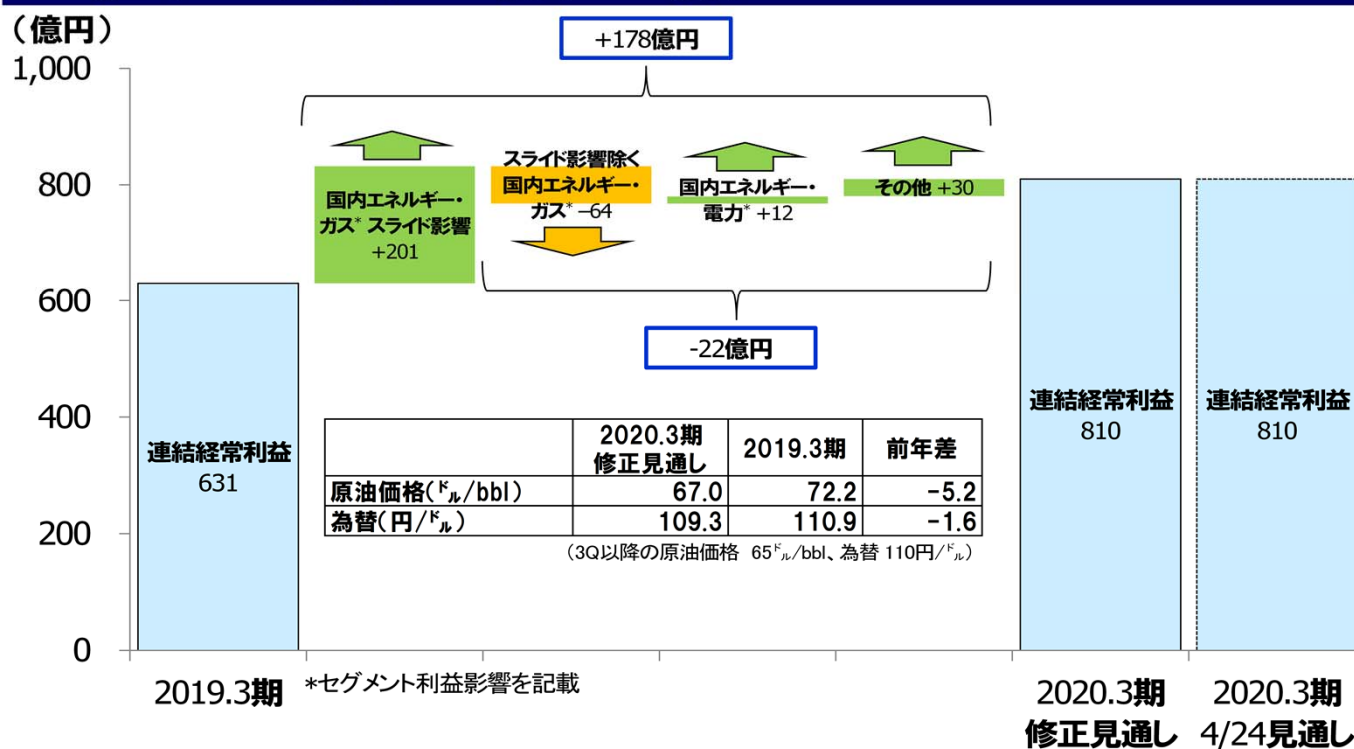 （億円）
1,000
800
600
400
200
0
+178億円
国内エネルギー・
ガス* スライド影響
+201
スライド影響除く
国内エネルギー・
ガス* –64
国内エネルギー・
電力* +12
その他 +30
-22億円
連結経常利益
631
連結経常利益
810
連結経常利益
810
2020.3期
修正見通し 2019.3期 前年差
原油価格(㌦/bbl) 67.0 72.2 -5.2
為替(円/㌦) 109.3 110.9 -1.6
（3Q以降の原油価格 65㌦/bbl、為替 110円/㌦）
2019.3期
*セグメント利益影響を記載
2020.3期
修正見通し
2020.3期
4/24見通し